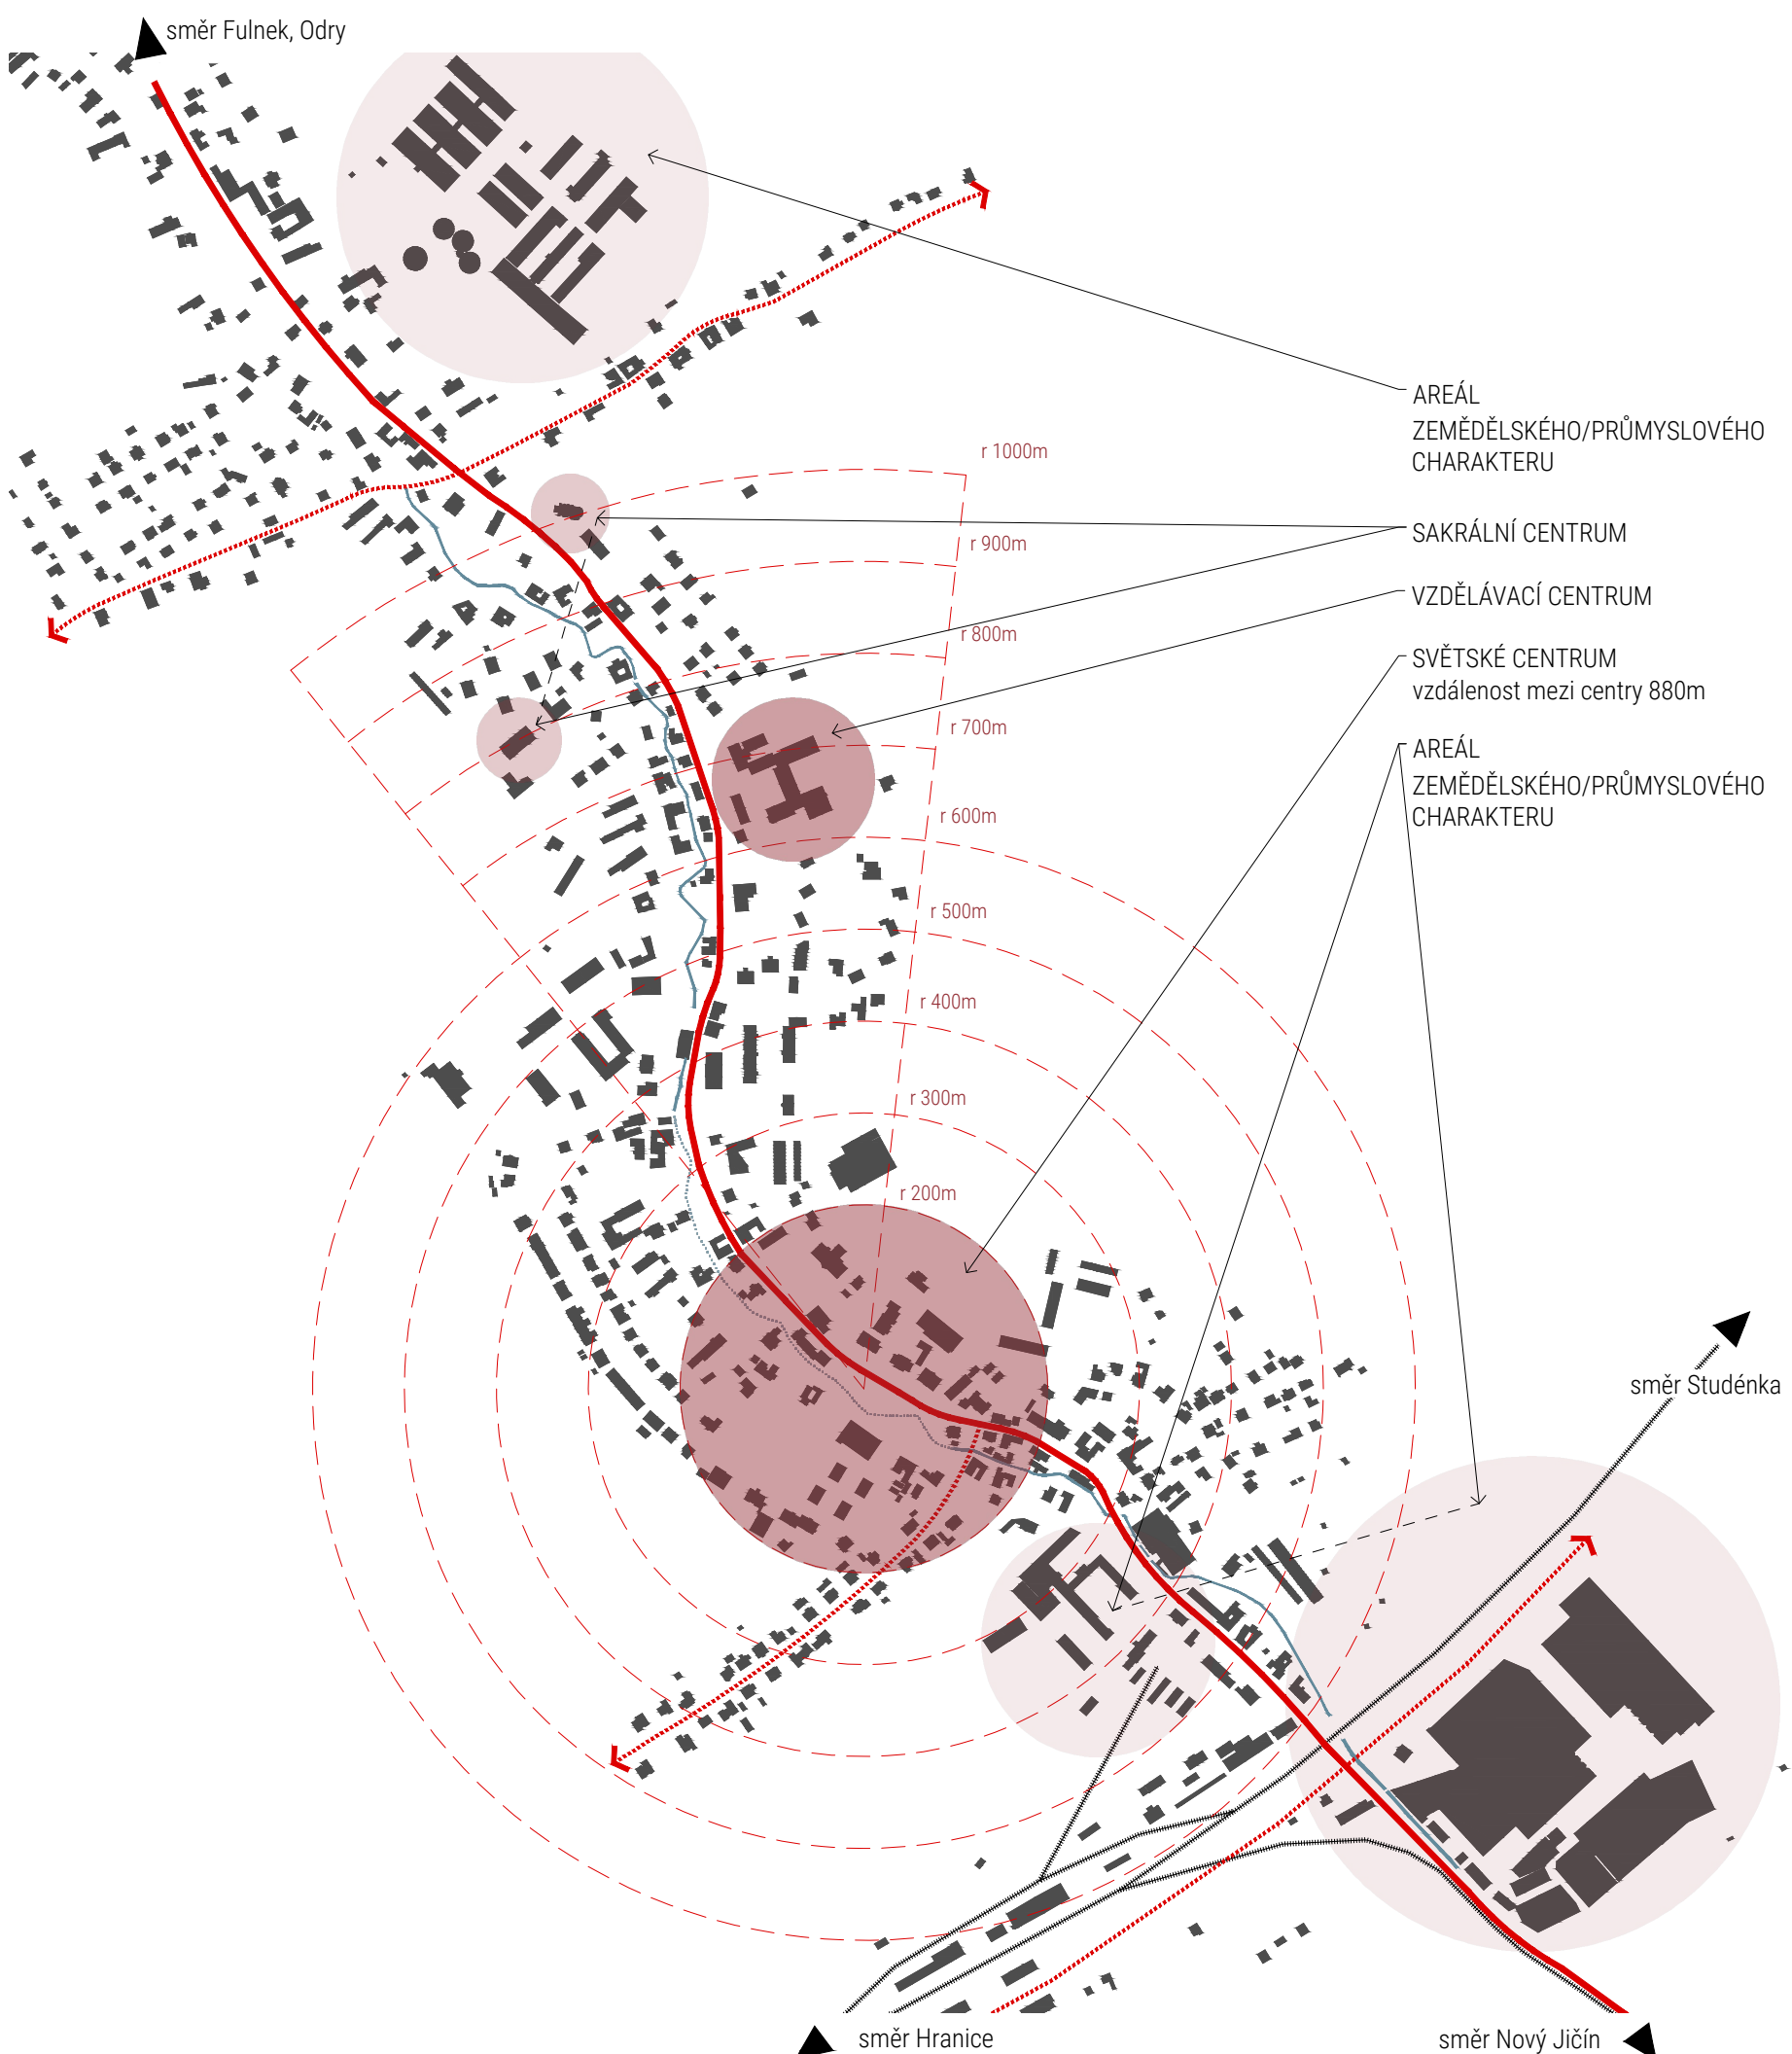 směr Fulnek, Odry
AREÁL
ZEMĚDĚLSKÉHO/PRŮMYSLOVÉHO
CHARAKTERU
r 1000m
SAKRÁLNÍ CENTRUM
r 900m
VZDĚLÁVACÍ CENTRUM
r 800m
SVĚTSKÉ CENTRUM
vzdálenost mezi centry 880m
r 700m
AREÁL
ZEMĚDĚLSKÉHO/PRŮMYSLOVÉHO
CHARAKTERU
r 600m
r 500m
r 400m
r 300m
r 200m
směr Studénka
směr Hranice
směr Nový Jičín